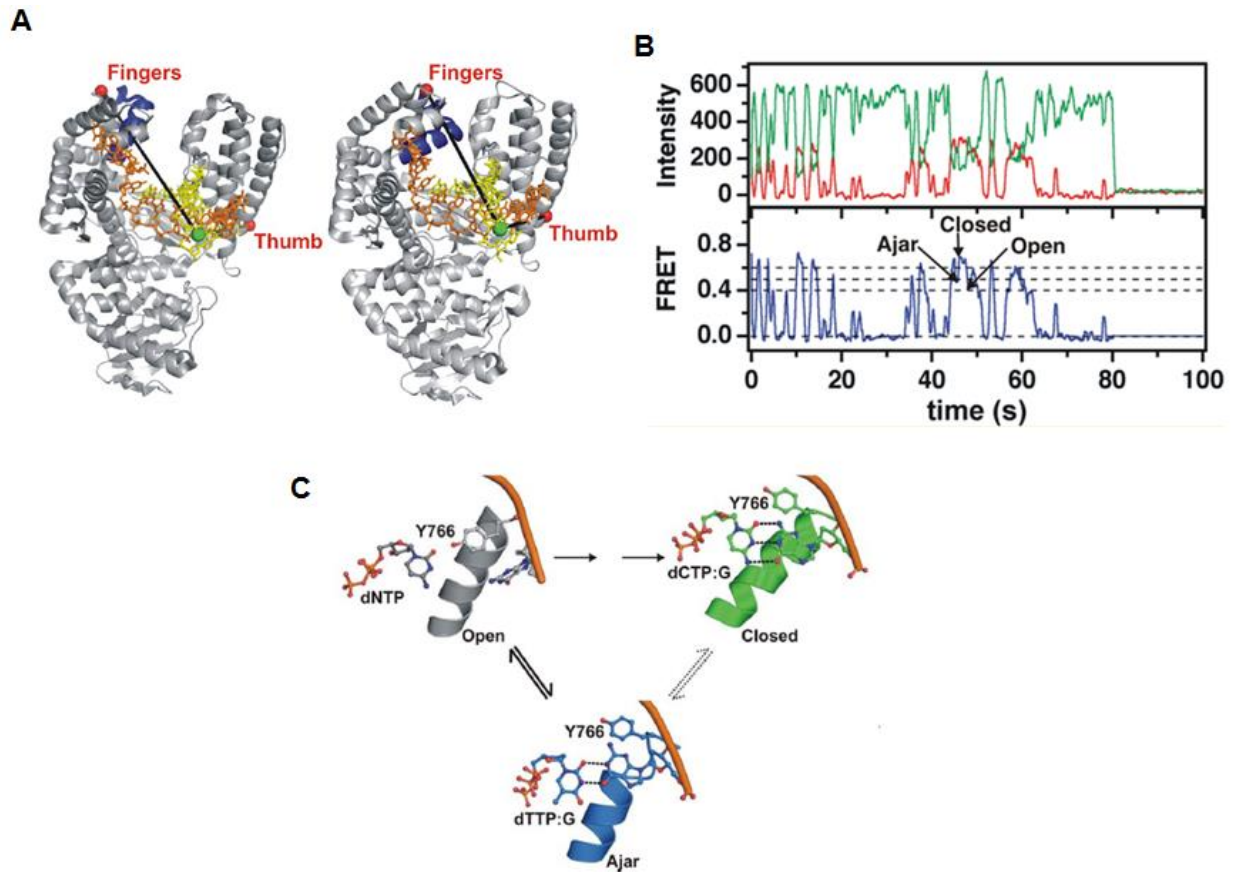 A
Fingers
Thumb
Fingers
Thumb
B
Intensity
600
400
200
0
FRET
0.8
0.4
0.0
Closed
Ajar
Open
0 20 40 60 80 100
time (s)
C
Y766
dNTP
Open
Y766
dCTP:G
Closed
Y766
dTTP:G
Ajar